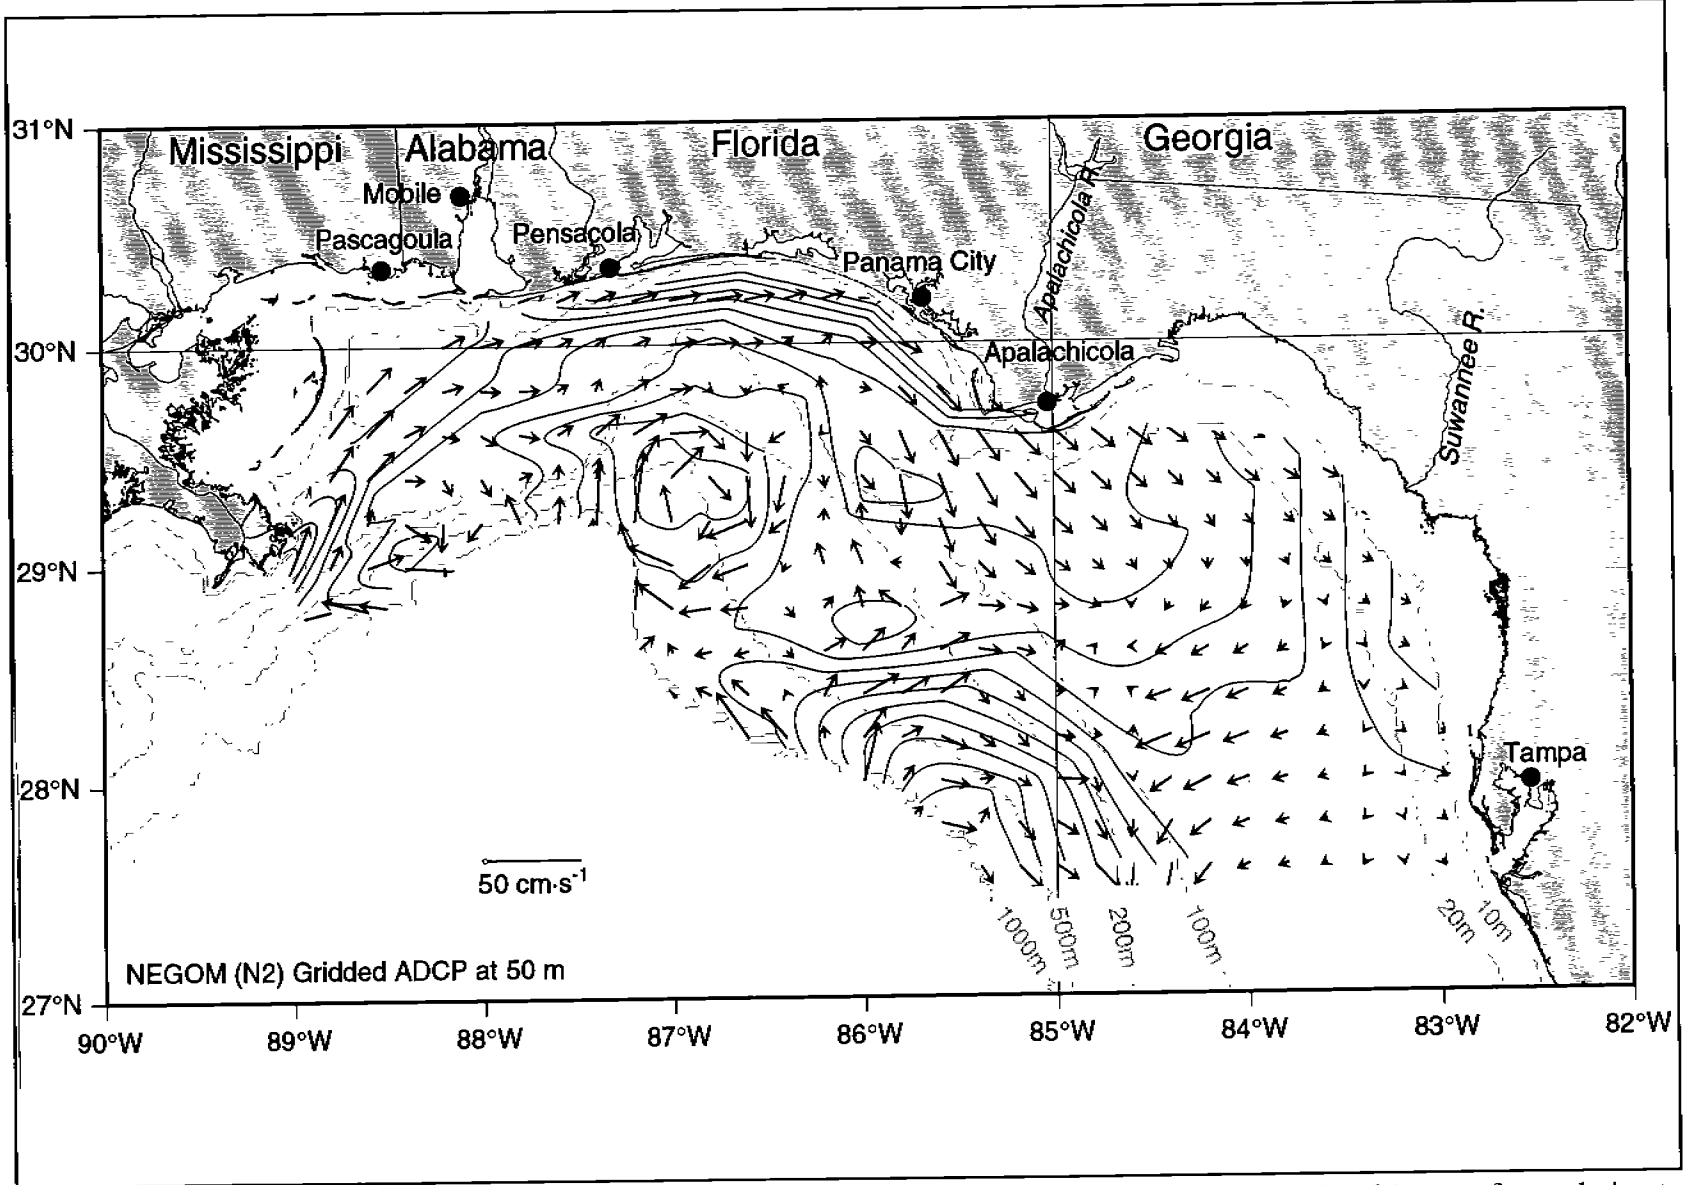 31°N
Mississippi Alabama Florida Georgia
Mobile
Pascagoula
Pensacola
Panama City
Apalachicola R.
Suwannee R.
30°N
Apalachicola
29°N
28°N
Tampa
50 cm·s-1
1000m
500m
200m
100m
20m
10m
NEGOM (N2) Gridded ADCP at 50 m
27°N
90°W 89°W 88°W 87°W 86°W 85°W 84°W 83°W 82°W